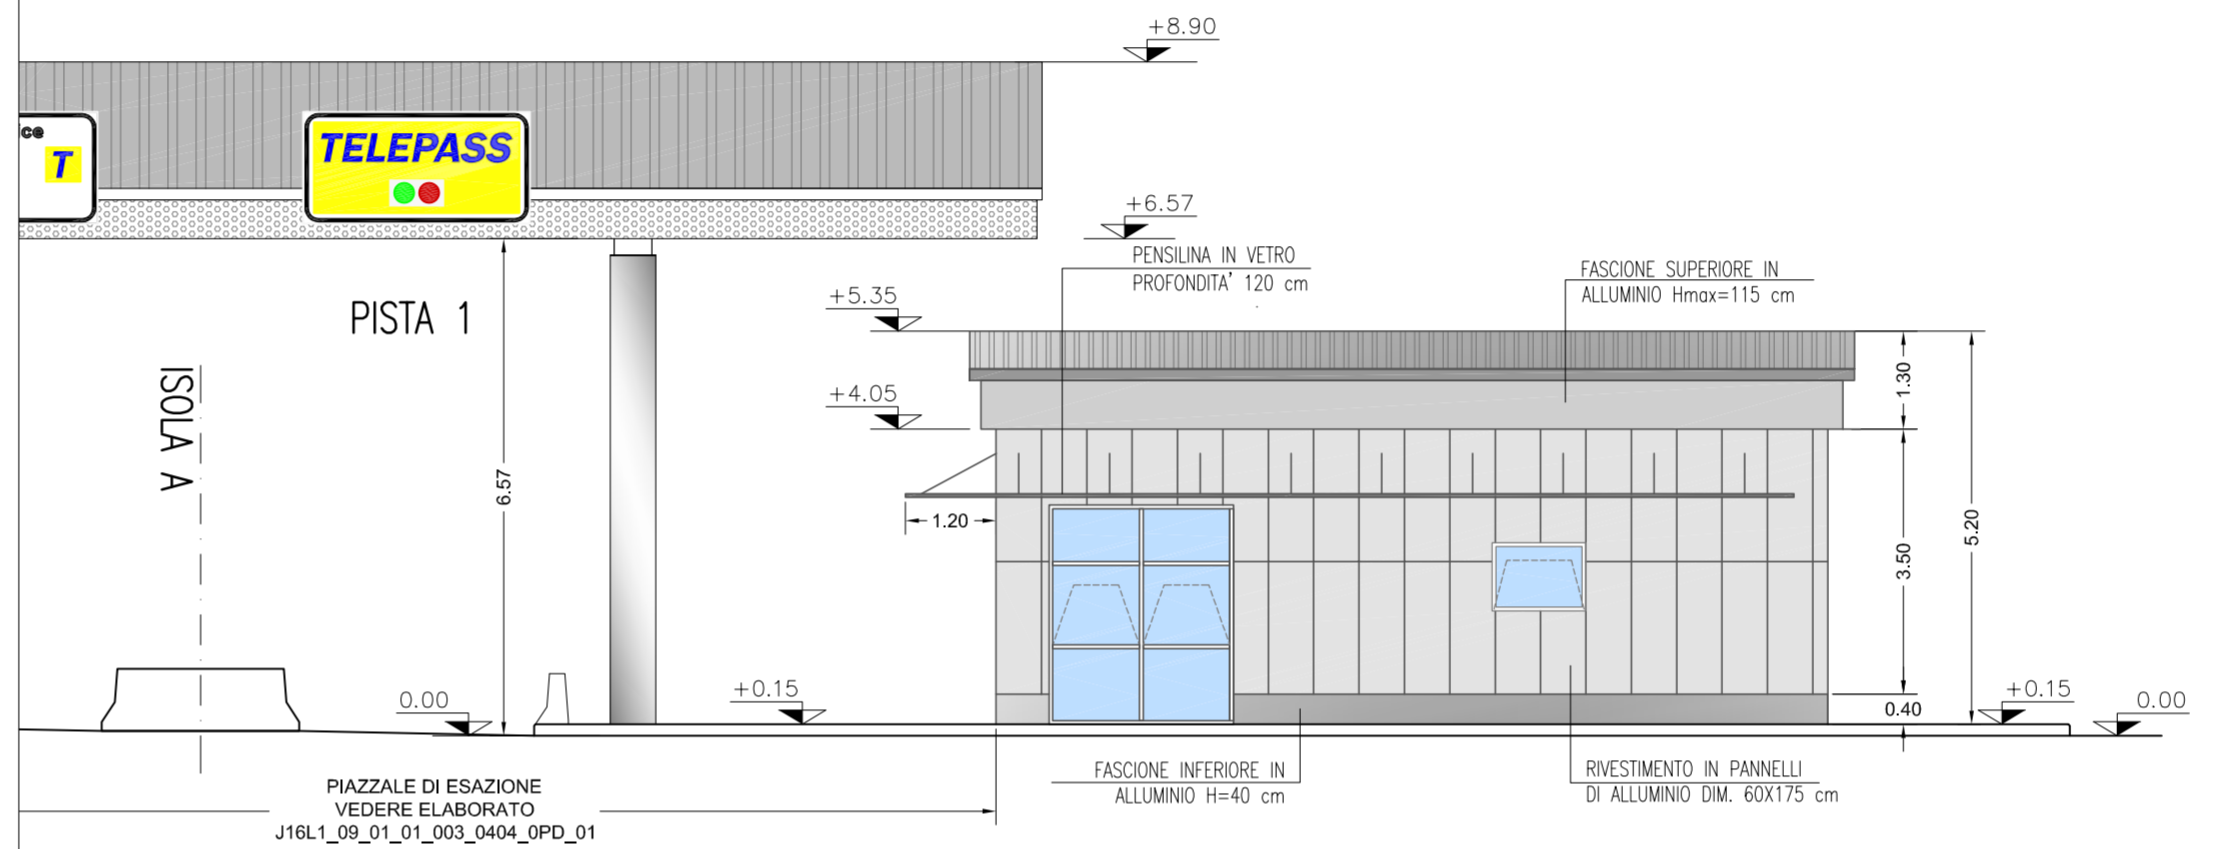 +8.90
ce
T
TELEPASS
+6.57
PENSILINA IN VETRO
PROFONDITA' 120 cm
FASCIONE SUPERIORE IN
ALLUMINIO Hmax=115 cm
+5.35
PISTA 1
ISOLA A
+4.05
1.30
6.57
1.20
5.20
3.50
0.00
+0.15
0.40
+0.15
0.00
FASCIONE INFERIORE IN
ALLUMINIO H=40 cm
RIVESTIMENTO IN PANNELLI
DI ALLUMINIO DIM. 60X175 cm
PIAZZALE DI ESAZIONE
VEDERE ELABORATO
J16L1_09_01_01_003_0404_0PD_01